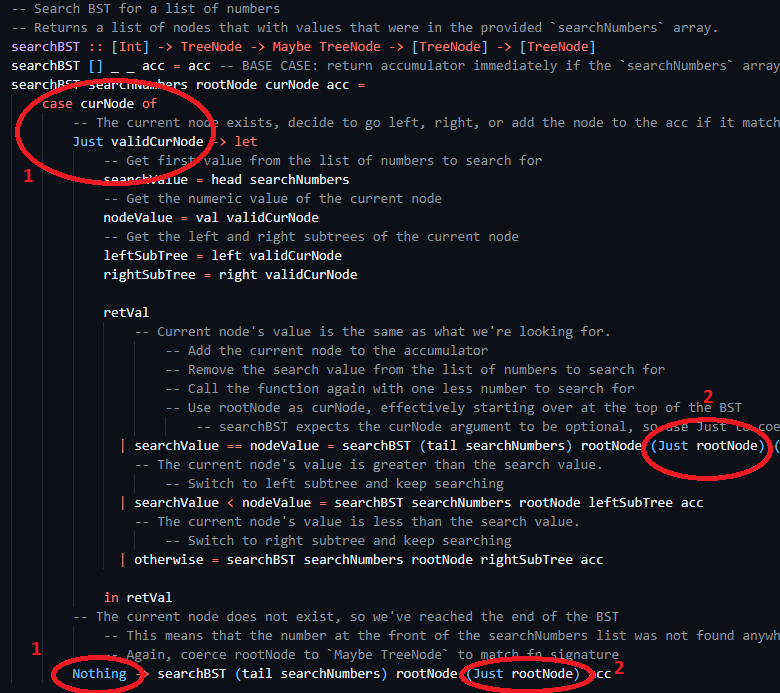 -- Search BST for a list of numbers
-- Returns a list of nodes that with values that were in the provided `searchNumbers` array.
searchBST :: [Int] -> TreeNode -> Maybe TreeNode -> [TreeNode] -> [TreeNode]
searchBST [] _ _ acc = acc -- BASE CASE: return accumulator immediately if the `searchNumbers` array
searchBST searchNumbers rootNode curNode acc =
case curNode of
-- The current node exists, decide to go left, right, or add the node to the acc if it match
Just validCurNode -> let
-- Get first value from the list of numbers to search for
1
searchValue = head searchNumbers
-- Get the numeric value of the current node
nodeValue = val validCurNode
-- Get the left and right subtrees of the current node
leftSubTree = left validCurNode
rightSubTree = right validCurNode
retVal
-- Current node's value is the same as what we're looking for.
-- Add the current node to the accumulator
-- Remove the search value from the list of numbers to search for
-- Call the function again with one less number to search for
2
-- Use rootNode as curNode, effectively starting over at the top of the BST
-- searchBST expects the curNode argument to be optional, so use Just to coe
| searchValue == nodeValue = searchBST (tail searchNumbers) rootNode (Just rootNode) (
-- The current node's value is greater than the search value.
-- Switch to left subtree and keep searching
| searchValue < nodeValue = searchBST searchNumbers rootNode leftSubTree acc
-- The current node's value is less than the search value.
-- Switch to right subtree and keep searching
| otherwise = searchBST searchNumbers rootNode rightSubTree acc
in retVal
-- The current node does not exist, so we've reached the end of the BST
-- This means that the number at the front of the searchNumbers list was not found anywh
1
-- Again, coerce rootNode to `Maybe TreeNode` to match fn signature
Nothing -> searchBST (tail searchNumbers) rootNode (Just rootNode) acc
2